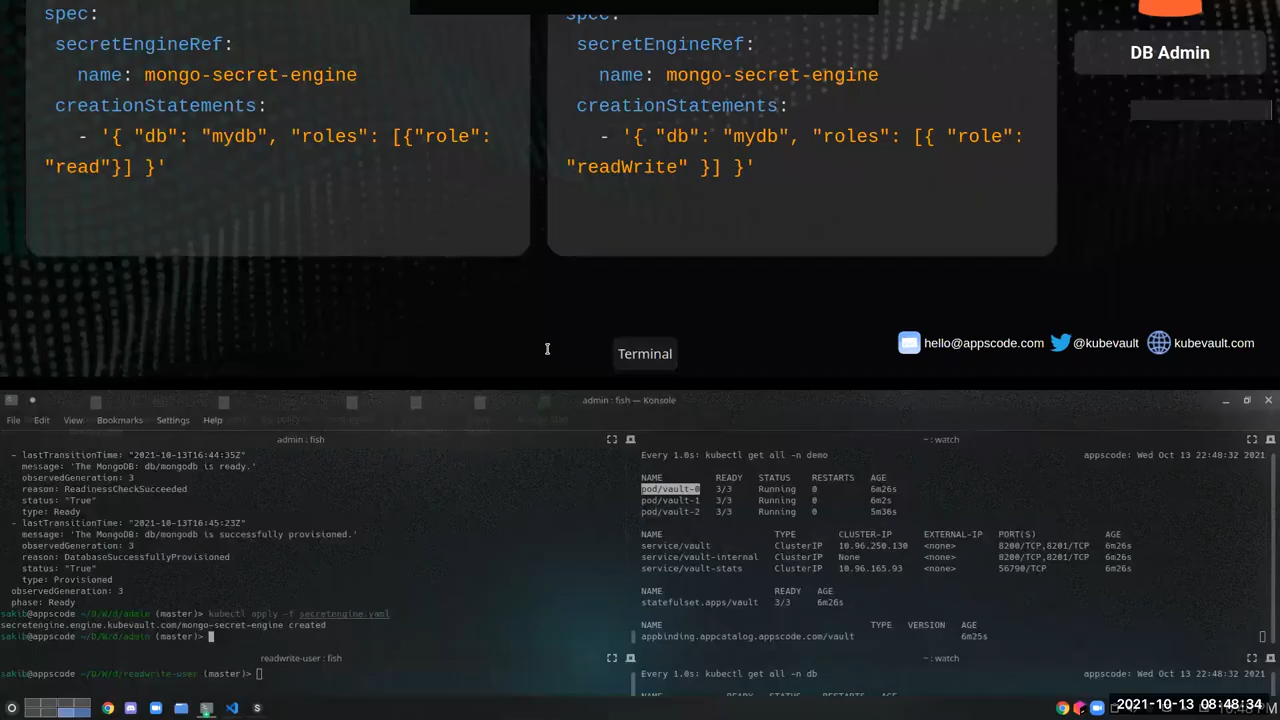 spec:
secretEngineRef:
name: mongo-secret-engine
creationStatements:
- '{ "db": "mydb", "roles": [{"role":
"read"}] }'
spec:
secretEngineRef:
name: mongo-secret-engine
creationStatements:
- '{ "db": "mydb", "roles": [{ "role":
"readWrite" }] }'
DB Admin
Terminal
hello@appscode.com @kubevault kubevault.com
admin : fish — Konsole
File Edit View Bookmarks Settings Help
admin : fish
- lastTransitionTime: "2021-10-13T16:44:35Z"
message: 'The MongoDB: db/mongodb is ready.'
observedGeneration: 3
reason: ReadinessCheckSucceeded
status: "True"
type: Ready
- lastTransitionTime: "2021-10-13T16:45:23Z"
message: 'The MongoDB: db/mongodb is successfully provisioned.'
observedGeneration: 3
reason: DatabaseSuccessfullyProvisioned
status: "True"
type: Provisioned
observedGeneration: 3
phase: Ready
sakib@appscode ~/D/W/d/admin (master)> kubectl apply -f secretengine.yaml
secretengine.engine.kubevault.com/mongo-secret-engine created
sakib@appscode ~/D/W/d/admin (master)>
readwrite-user : fish
sakib@appscode ~/D/W/d/readwrite-user (master)>
~ : watch
Every 1.0s: kubectl get all -n demo appscode: Wed Oct 13 22:48:32 2021
NAME READY STATUS RESTARTS AGE
pod/vault-0 3/3 Running 0 6m26s
pod/vault-1 3/3 Running 0 6m2s
pod/vault-2 3/3 Running 0 5m36s
NAME TYPE CLUSTER-IP EXTERNAL-IP PORT(S) AGE
service/vault ClusterIP 10.96.250.130 <none> 8200/TCP,8201/TCP 6m26s
service/vault-internal ClusterIP None <none> 8200/TCP,8201/TCP 6m26s
service/vault-stats ClusterIP 10.96.165.93 <none> 56790/TCP 6m26s
NAME READY AGE
statefulset.apps/vault 3/3 6m26s
NAME TYPE VERSION AGE
appbinding.appcatalog.appscode.com/vault 6m25s
~ : watch
Every 1.0s: kubectl get all -n db appscode: Wed Oct 13 22:48:33 2021
2021-10-13 08:48:34